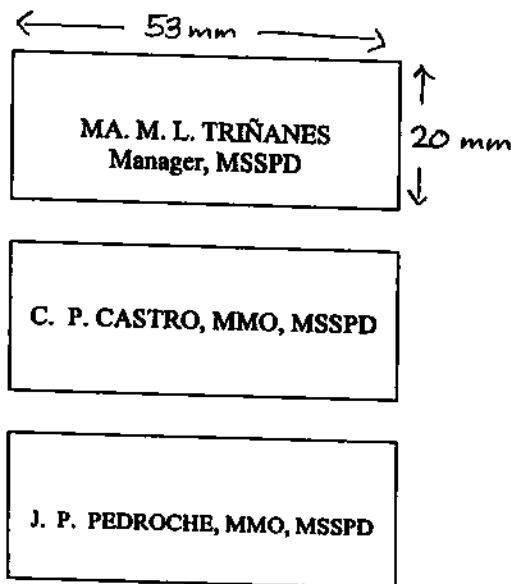 53 mm
MA. M. L. TRIÑANES
Manager, MSSPD
20 mm
C. P. CASTRO, MMO, MSSPD
J. P. PEDROCHE, MMO, MSSPD